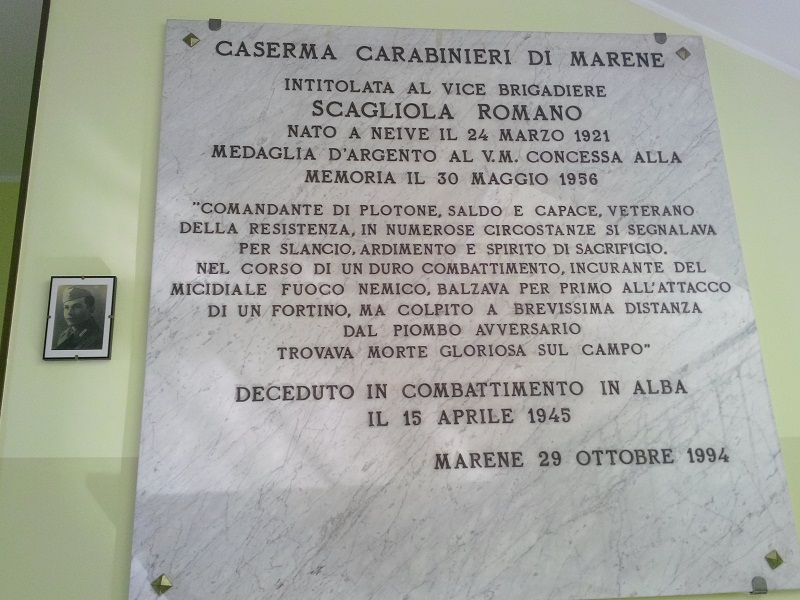 CASERMA CARABINIERI DI MARENE
INTITOLATA AL VICE BRIGADIERE
SCAGLIOLA ROMANO
NATO A NEIVE IL 24 MARZO 1921
MEDAGLIA D'ARGENTO AL V.M. CONCESSA ALLA
MEMORIA IL 30 MAGGIO 1956
"COMANDANTE DI PLOTONE, SALDO E CAPACE, VETERANO
DELLA RESISTENZA, IN NUMEROSE CIRCOSTANZE SI SEGNALAVA
PER SLANCIO, ARDIMENTO E SPIRITO DI SACRIFICIO.
NEL CORSO DI UN DURO COMBATTIMENTO, INCURANTE DEL
MICIDIALE FUOCO NEMICO, BALZAVA PER PRIMO ALL'ATTACCO
DI UN FORTINO, MA COLPITO A BREVISSIMA DISTANZA
DAL PIOMBO AVVERSARIO
TROVAVA MORTE GLORIOSA SUL CAMPO"
DECEDUTO IN COMBATTIMENTO IN ALBA
IL 15 APRILE 1945
MARENE 29 OTTOBRE 1994